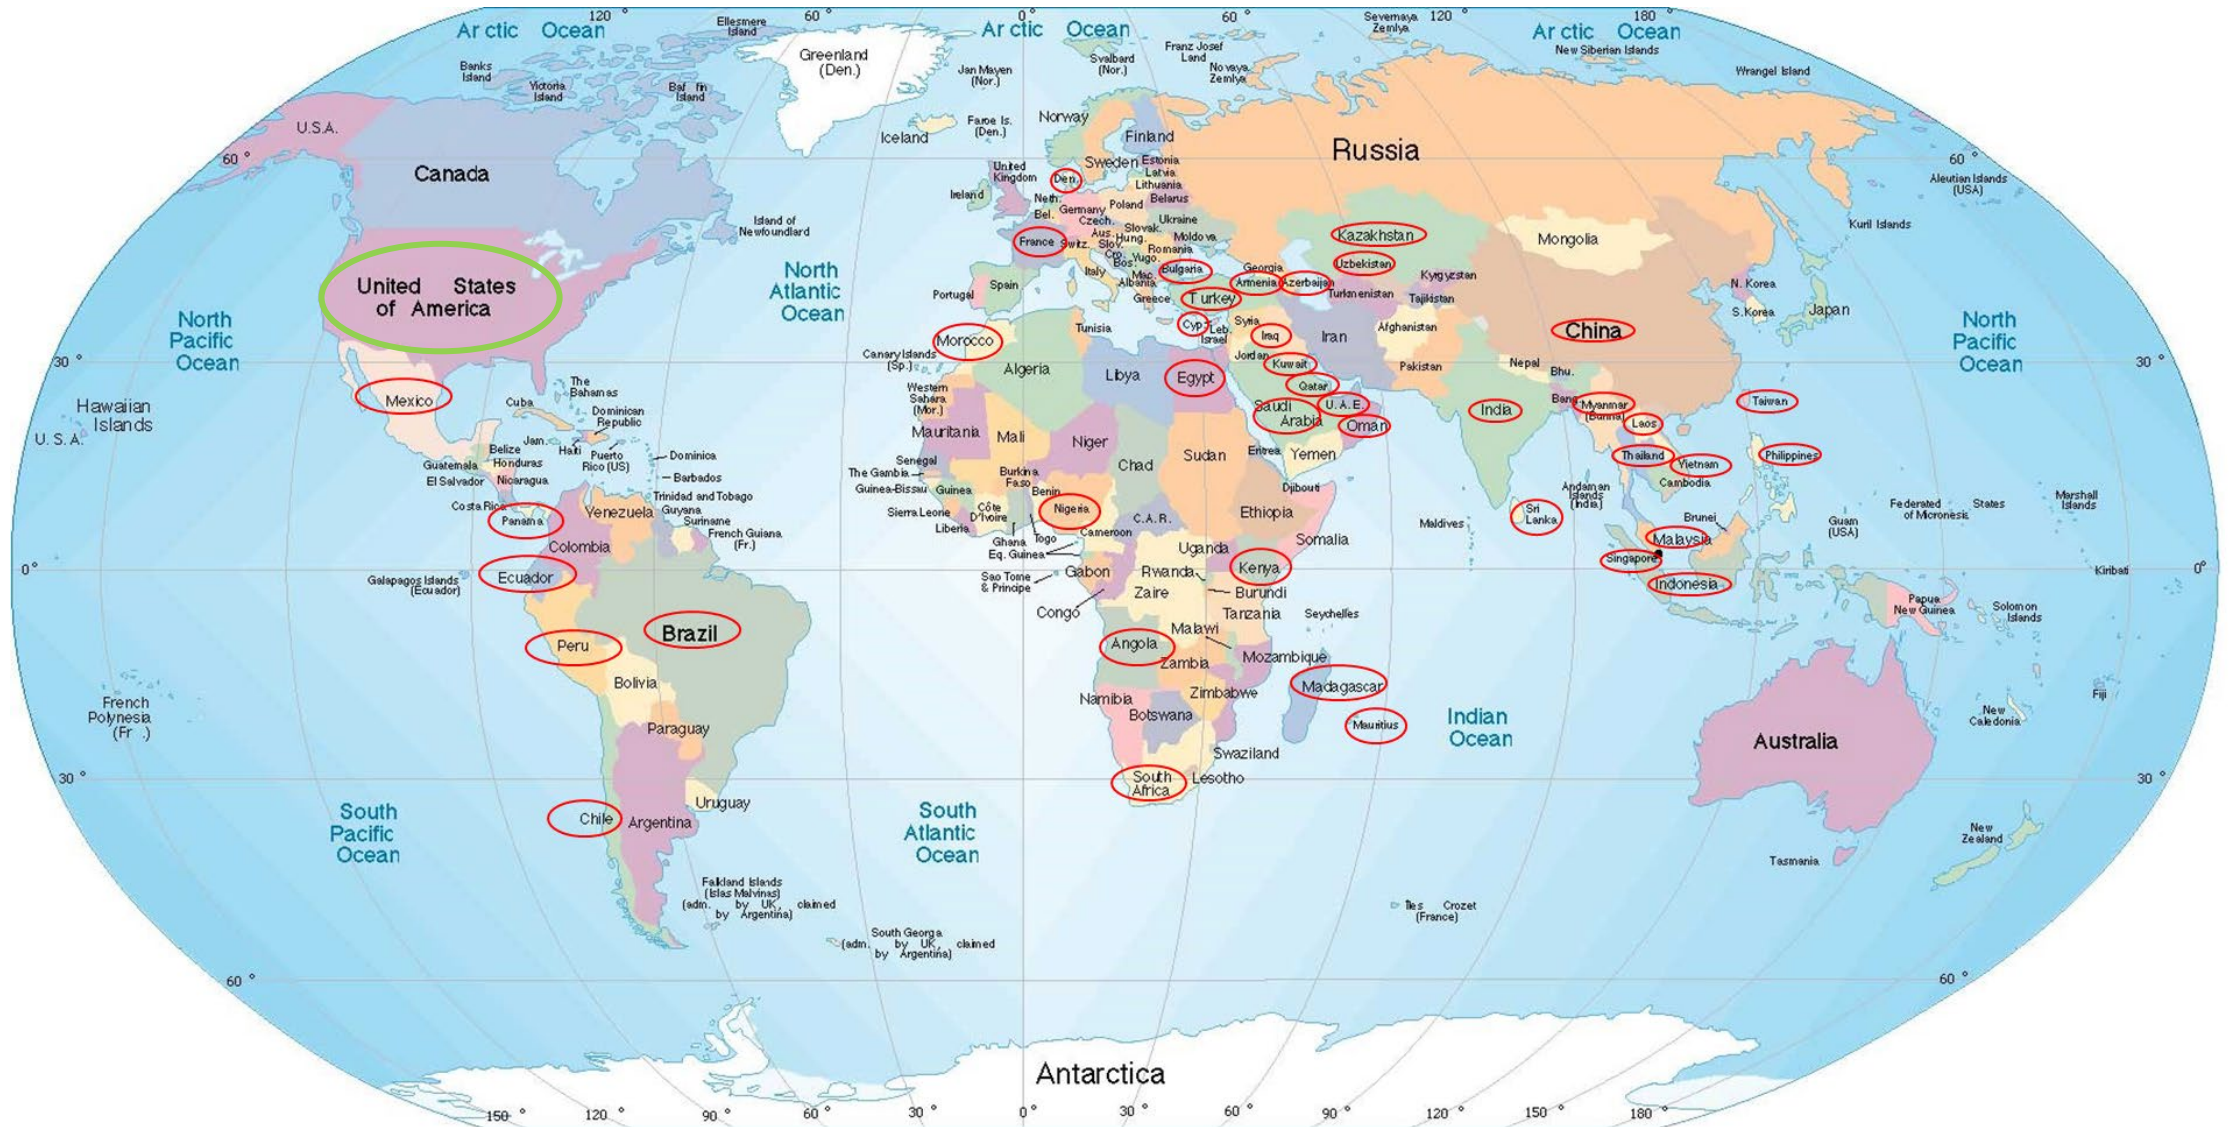 120 °
60 °
0 °
60 °
120 °
180 °
Arctic Ocean
Arctic Ocean
Arctic Ocean
Ellesmere
Island
Greenland
(Den.)
Svalbard
(Nor.)
Franz Josef
Land
Severnaya
Zemlya
New Siberian Islands
Banks
Island
Victoria
Island
Baf fin
Island
Jan Mayen
(Nor.)
Novaya
Zemlya
Wrangel Island
U.S.A.
Canada
Iceland
Faroe Is.
(Den.)
Norway
Finland
Sweden
Russia
60 °
60 °
Aleutian Islands
(USA)
Kuril Islands
Island of
Newfoundland
United
Kingdom
Ireland
Den.
Estonia
Latvia
Lithuania
Neth.
Bel.
Germany
Poland
Belarus
Czech.
Slovak.
Ukraine
France
Switz.
Aus.
Hung.
Slov.
Moldova
Romania
Cro.
Bos.
Yugo.
Italy
Mac.
Albania
Bulgaria
Greece
Spain
Portugal
Georgia
Armenia
Azerbaijan
Turkey
Kazakhstan
Uzbekistan
Kyrgyzstan
Turkmenistan
Tajikistan
Mongolia
N. Korea
S.Korea
Japan
China
United States
of America
North
Pacific
Ocean
North
Atlantic
Ocean
North
Pacific
Ocean
Cyp.
Leb.
Israel
Syria
Iraq
Iran
Afghanistan
Jordan
Kuwait
Pakistan
Nepal
Bhu.
Qatar
Saudi
Arabia
U.A.E.
Oman
Yemen
India
Bang.
Myanmar
(Burma)
Laos
Taiwan
Thailand
Vietnam
Cambodia
Philippines
Morocco
Tunisia
Algeria
Libya
Egypt
Canary Islands
(Sp.)
Western
Sahara
(Mor.)
30 °
30 °
Hawaiian
Islands
U. S. A.
Mexico
The
Bahamas
Cuba
Dominican
Republic
Jam.
Haiti
Puerto
Rico (US)
Belize
Honduras
Guatemala
El Salvador
Nicaragua
Dominica
Barbados
Trinidad and Tobago
Costa Rica
Panama
Venezuela
Guyana
Suriname
French Guiana
(Fr.)
Colombia
Mauritania
Mali
Niger
Chad
Sudan
Eritrea
Djibouti
Senegal
The Gambia
Guinea-Bissau
Guinea
Sierra Leone
Liberia
Côte
D'Ivoire
Burkina
Faso
Benin
Ghana
Togo
Nigeria
Cameroon
Eq. Guinea
C.A.R.
Ethiopia
Somalia
Uganda
Kenya
Sao Tome
& Principe
Gabon
Congo
Rwanda
Burundi
Zaire
Tanzania
Seychelles
Maldives
Sri
Lanka
Andaman
Islands
(India)
Brunei
Malaysia
Singapore
Indonesia
Guam
(USA)
Federated States
of Micronesia
Marshall
Islands
Kiribati
Papua
New Guinea
Solomon
Islands
0 °
0°
Galapagos Islands
(Ecuador)
Ecuador
Peru
Brazil
Bolivia
Paraguay
Chile
Argentina
Uruguay
Angola
Zambia
Malawi
Mozambique
Zimbabwe
Namibia
Botswana
Madagascar
Mauritius
Swaziland
South
Africa
Lesotho
French
Polynesia
(Fr .)
Indian
Ocean
Australia
New
Caledonia
Fiji
30 °
30 °
South
Pacific
Ocean
South
Atlantic
Ocean
New
Zealand
Tasmania
Falkland Islands
(Islas Malvinas)
(adm. by UK, claimed
by Argentina)
South Georga
(adm. by UK, claimed
by Argentina)
Îles Crozet
(France)
60 °
60 °
Antarctica
150 °
120 °
90 °
60 °
30 °
0 °
30 °
60 °
90 °
120 °
150 °
180 °